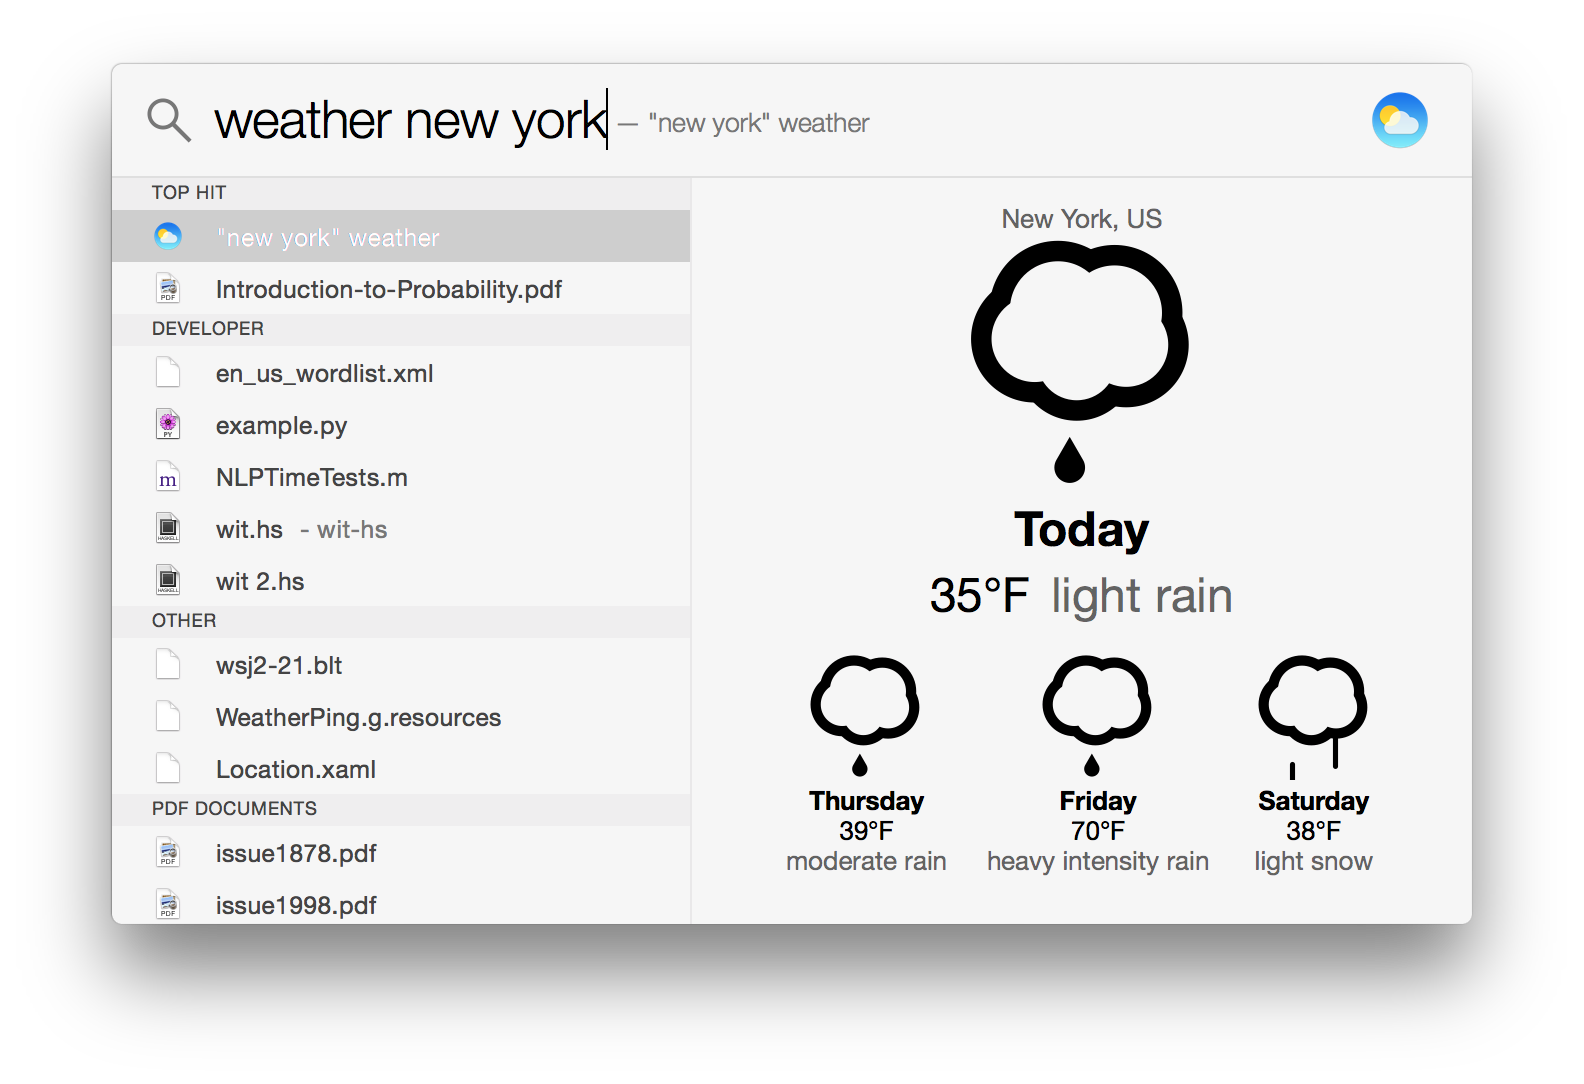 weather new york — "new york" weather
TOP HIT
"new york" weather
PDF
Introduction-to-Probability.pdf
DEVELOPER
en_us_wordlist.xml
PY
example.py
m
NLPTimeTests.m
HASKELL
wit.hs - wit-hs
HASKELL
wit 2.hs
OTHER
wsj2-21.blt
WeatherPing.g.resources
Location.xaml
PDF DOCUMENTS
PDF
issue1878.pdf
PDF
issue1998.pdf
New York, US
Today
35°F light rain
Thursday
39°F
moderate rain
Friday
70°F
heavy intensity rain
Saturday
38°F
light snow